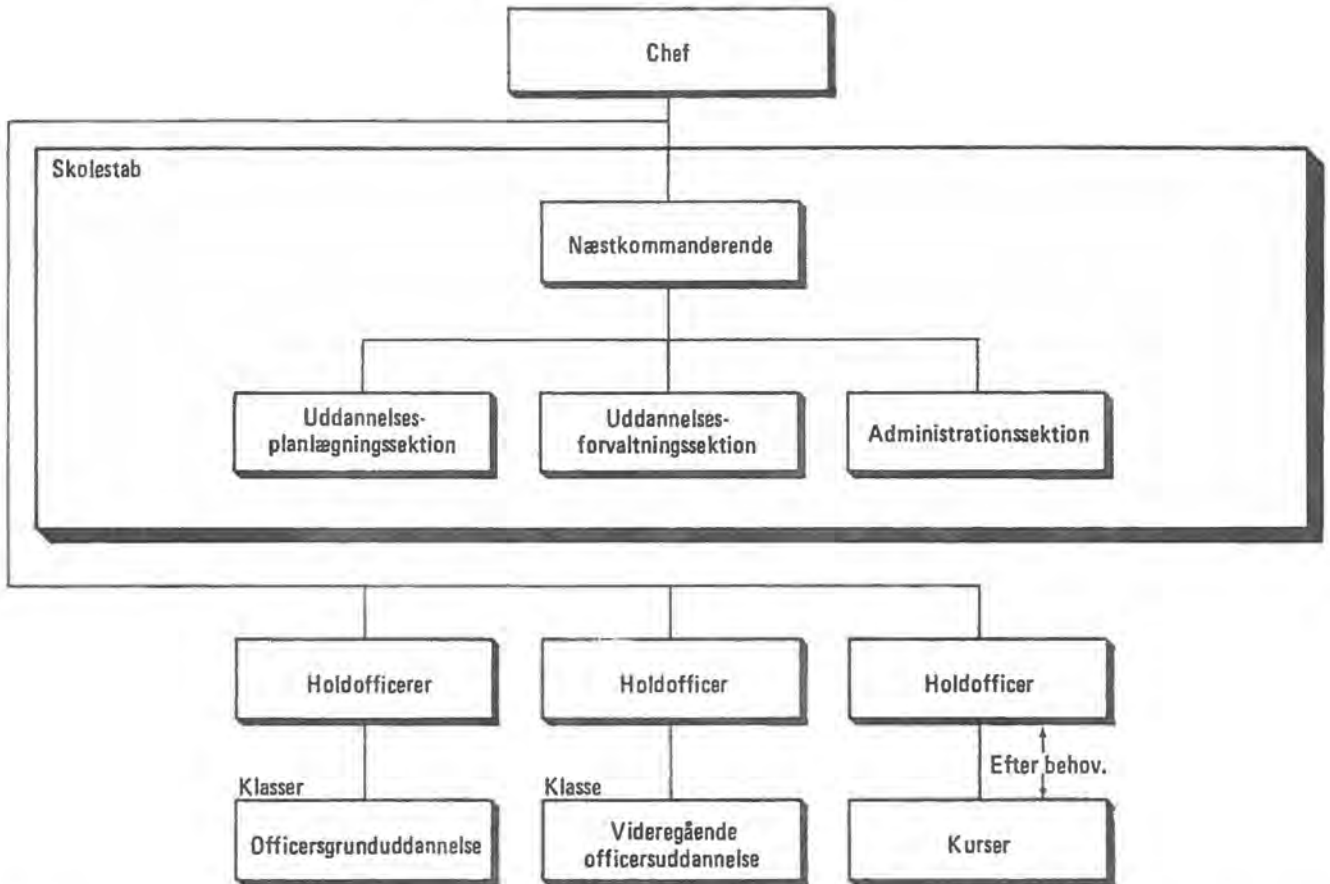 Chef
Skolestab
Næstkommanderende
Uddannelses-
planlægningssektion
Uddannelses-
forvaltningssektion
Administrationssektion
Holdofficerer
Holdofficer
Holdofficer
Efter behov.
Klasser
Officersgrunduddannelse
Klasse
Videregående
officersuddannelse
Kurser